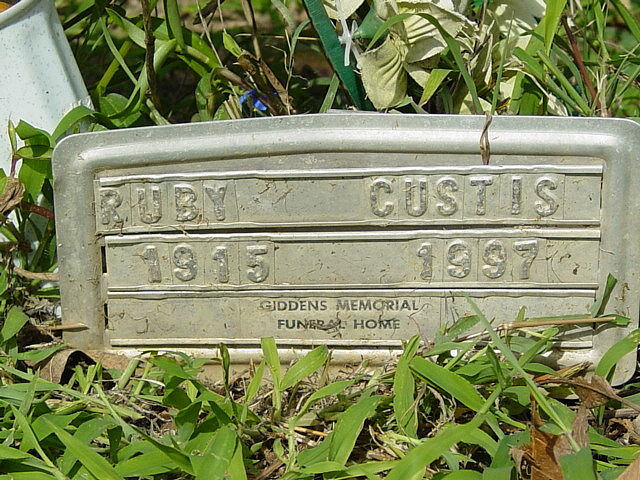 RUBY CUSTIS
1915 1997
GIDDENS MEMORIAL
FUNERAL HOME